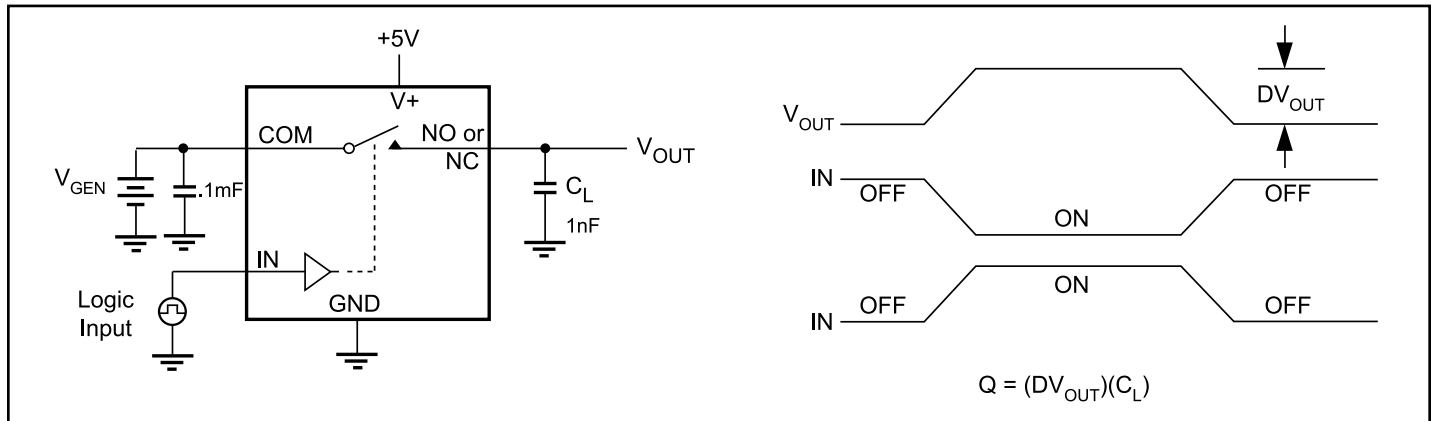 +5V
V+
COM
NO or
NC
V_OUT
V_GEN
.1mF
C_L
1nF
IN
Logic
Input
GND
DV_OUT
V_OUT
IN
OFF
ON
OFF
IN
OFF
ON
OFF
Q = (DV_OUT)(C_L)